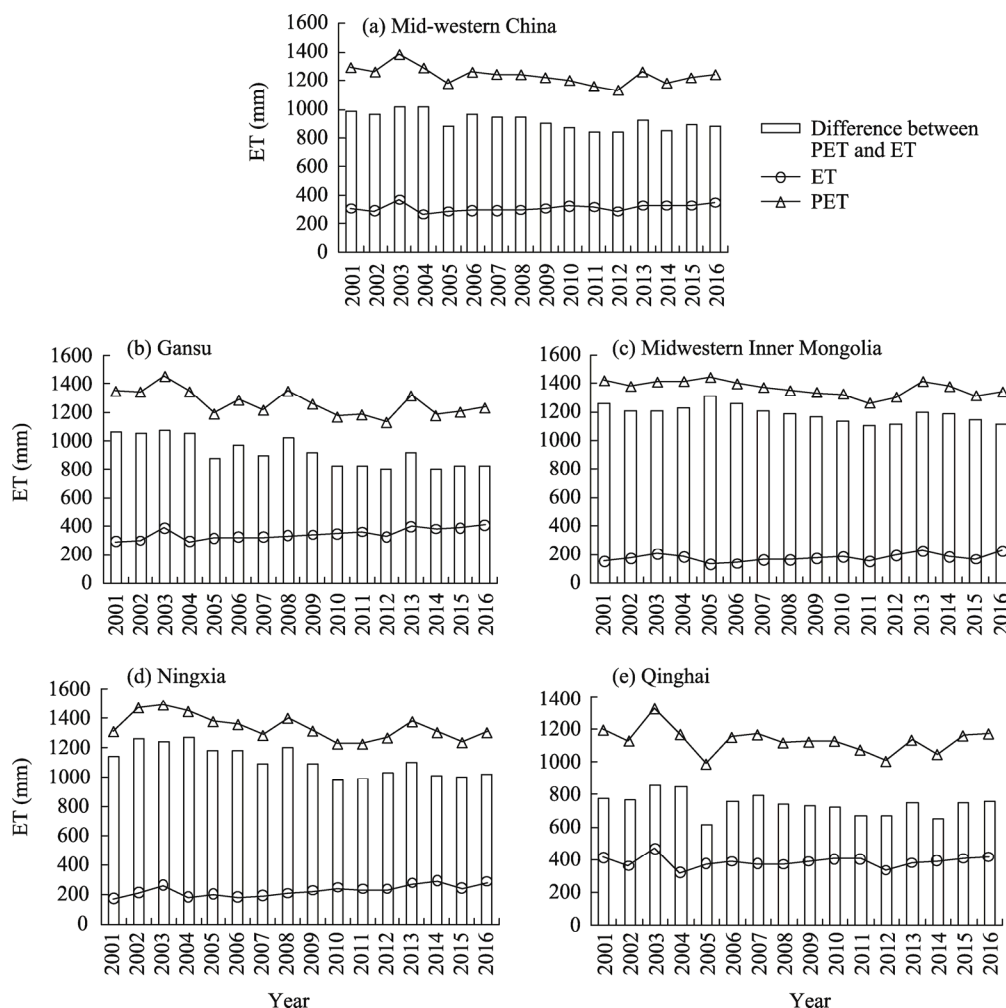 (a) Mid-western China
1600
1400
1200
1000
800
600
400
200
0
ET (mm)
2001 2002 2003 2004 2005 2006 2007 2008 2009 2010 2011 2012 2013 2014 2015 2016
Difference between
PET and ET
ET
PET
(b) Gansu
1600
1400
1200
1000
800
600
400
200
0
ET (mm)
2001 2002 2003 2004 2005 2006 2007 2008 2009 2010 2011 2012 2013 2014 2015 2016
(c) Midwestern Inner Mongolia
1600
1400
1200
1000
800
600
400
200
0
2001 2002 2003 2004 2005 2006 2007 2008 2009 2010 2011 2012 2013 2014 2015 2016
(d) Ningxia
1600
1400
1200
1000
800
600
400
200
0
ET (mm)
2001 2002 2003 2004 2005 2006 2007 2008 2009 2010 2011 2012 2013 2014 2015 2016
Year
(e) Qinghai
1400
1200
1000
800
600
400
200
0
2001 2002 2003 2004 2005 2006 2007 2008 2009 2010 2011 2012 2013 2014 2015 2016
Year